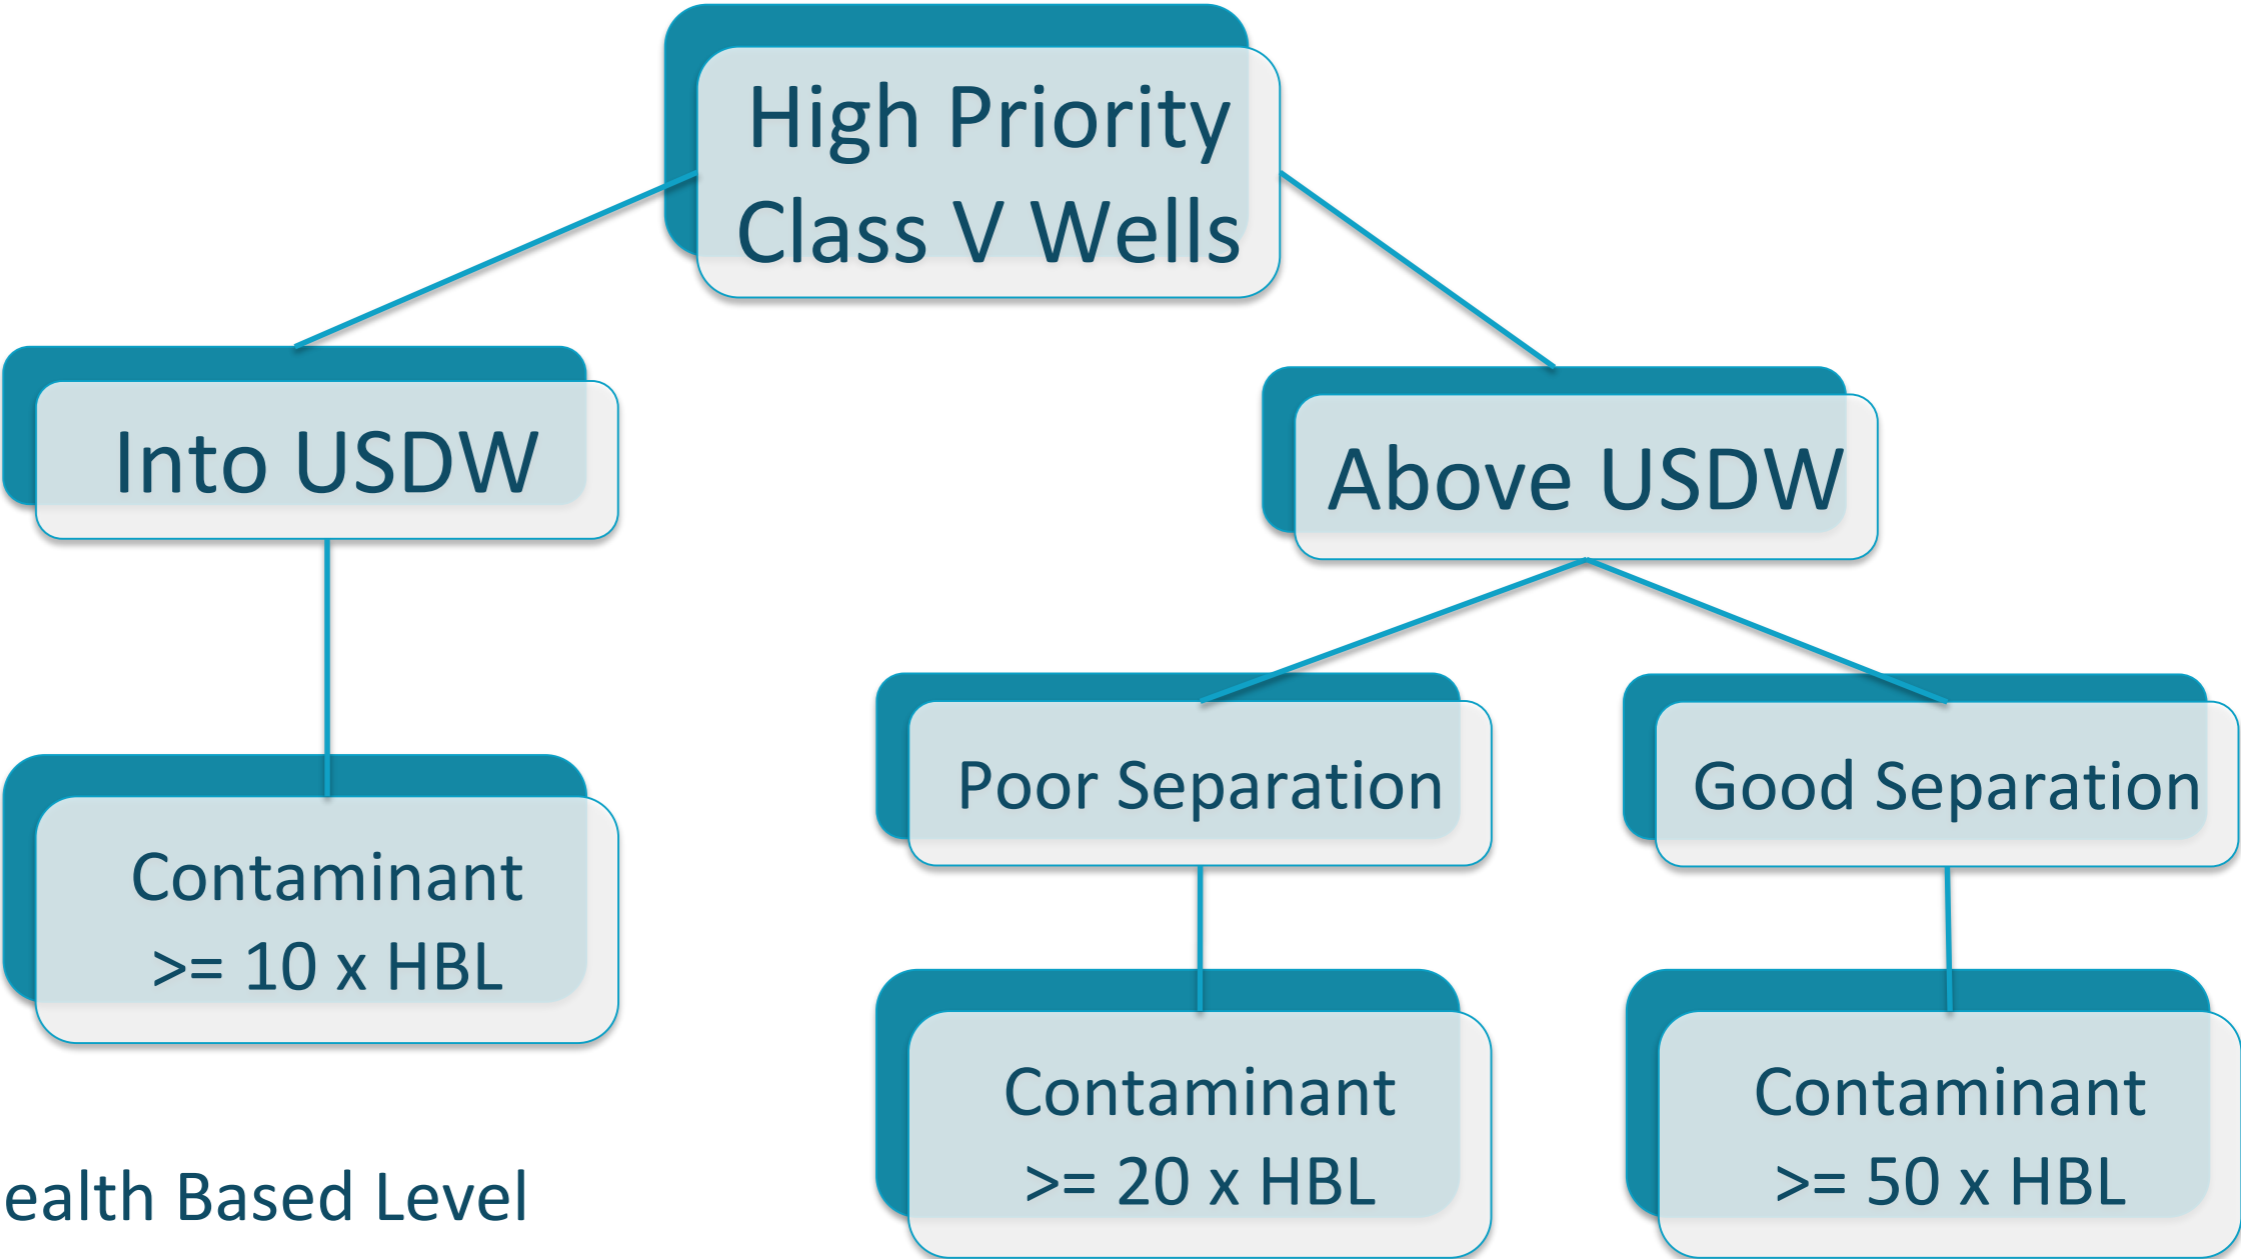 High Priority
Class V Wells
Into USDW
Above USDW
Poor Separation
Good Separation
Contaminant
>= 10 x HBL
Contaminant
>= 20 x HBL
Contaminant
>= 50 x HBL
ealth Based Level